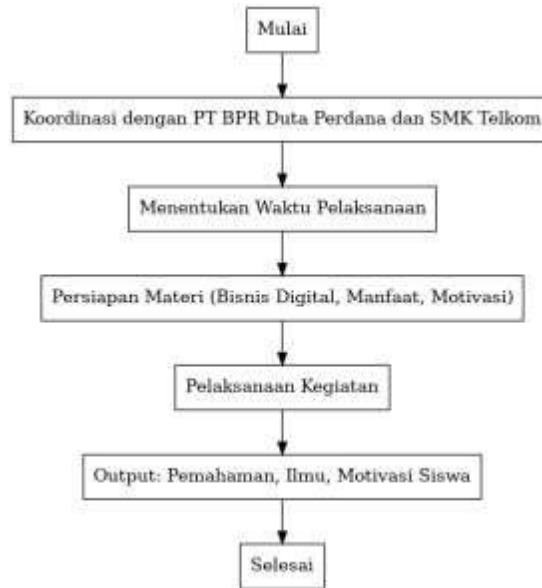 Mulai
Koordinasi dengan PT BPR Duta Perdana dan SMK Telkom
Menentukan Waktu Pelaksanaan
Persiapan Materi (Bisnis Digital, Manfaat, Motivasi)
Pelaksanaan Kegiatan
Output: Pemahaman, Ilmu, Motivasi Siswa
Selesai